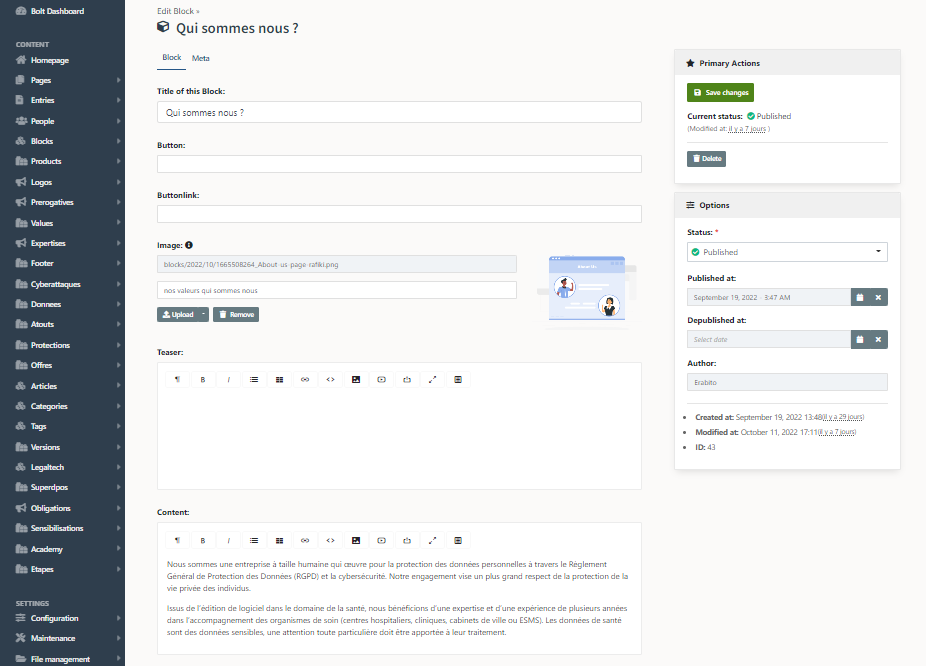 Bolt Dashboard
CONTENT
Homepage
Pages
Entries
People
Blocks
Products
Logos
Prerogatives
Values
Expertises
Footer
Cyberattaques
Donnees
Atouts
Protections
Offres
Articles
Categories
Tags
Versions
Legaltech
Superdpos
Obligations
Sensibilisations
Academy
Etapes
SETTINGS
Configuration
Maintenance
File management
Edit Block »
Qui sommes nous ?
Block Meta
Title of this Block:
Qui sommes nous ?
Button:
Buttonlink:
Image:
blocks/2022/10/1665508264_About-us-page-rafiki.png
nos valeurs qui sommes nous
Upload Remove
Teaser:
Content:
Nous sommes une entreprise à taille humaine qui œuvre pour la protection des données personnelles à travers le Règlement
Général de Protection des Données (RGPD) et la cybersécurité. Notre engagement vise un plus grand respect de la protection de la
vie privée des individus.
Issus de l'édition de logiciel dans le domaine de la santé, nous bénéficions d'une expertise et d'une expérience de plusieurs années
dans l'accompagnement des organismes de soin (centres hospitaliers, cliniques, cabinets de ville ou ESMS). Les données de santé
sont des données sensibles, une attention toute particulière doit être apportée à leur traitement.
Primary Actions
Save changes
Current status: Published
(Modified at: il y a 7 jours )
Delete
Options
Status: *
Published
Published at:
September 19, 2022 - 3:47 AM
Depublished at:
Select date
Author:
Erabito
Created at: September 19, 2022 13:48(il y a 29 jours)
Modified at: October 11, 2022 17:11(il y a 7 jours)
ID: 43